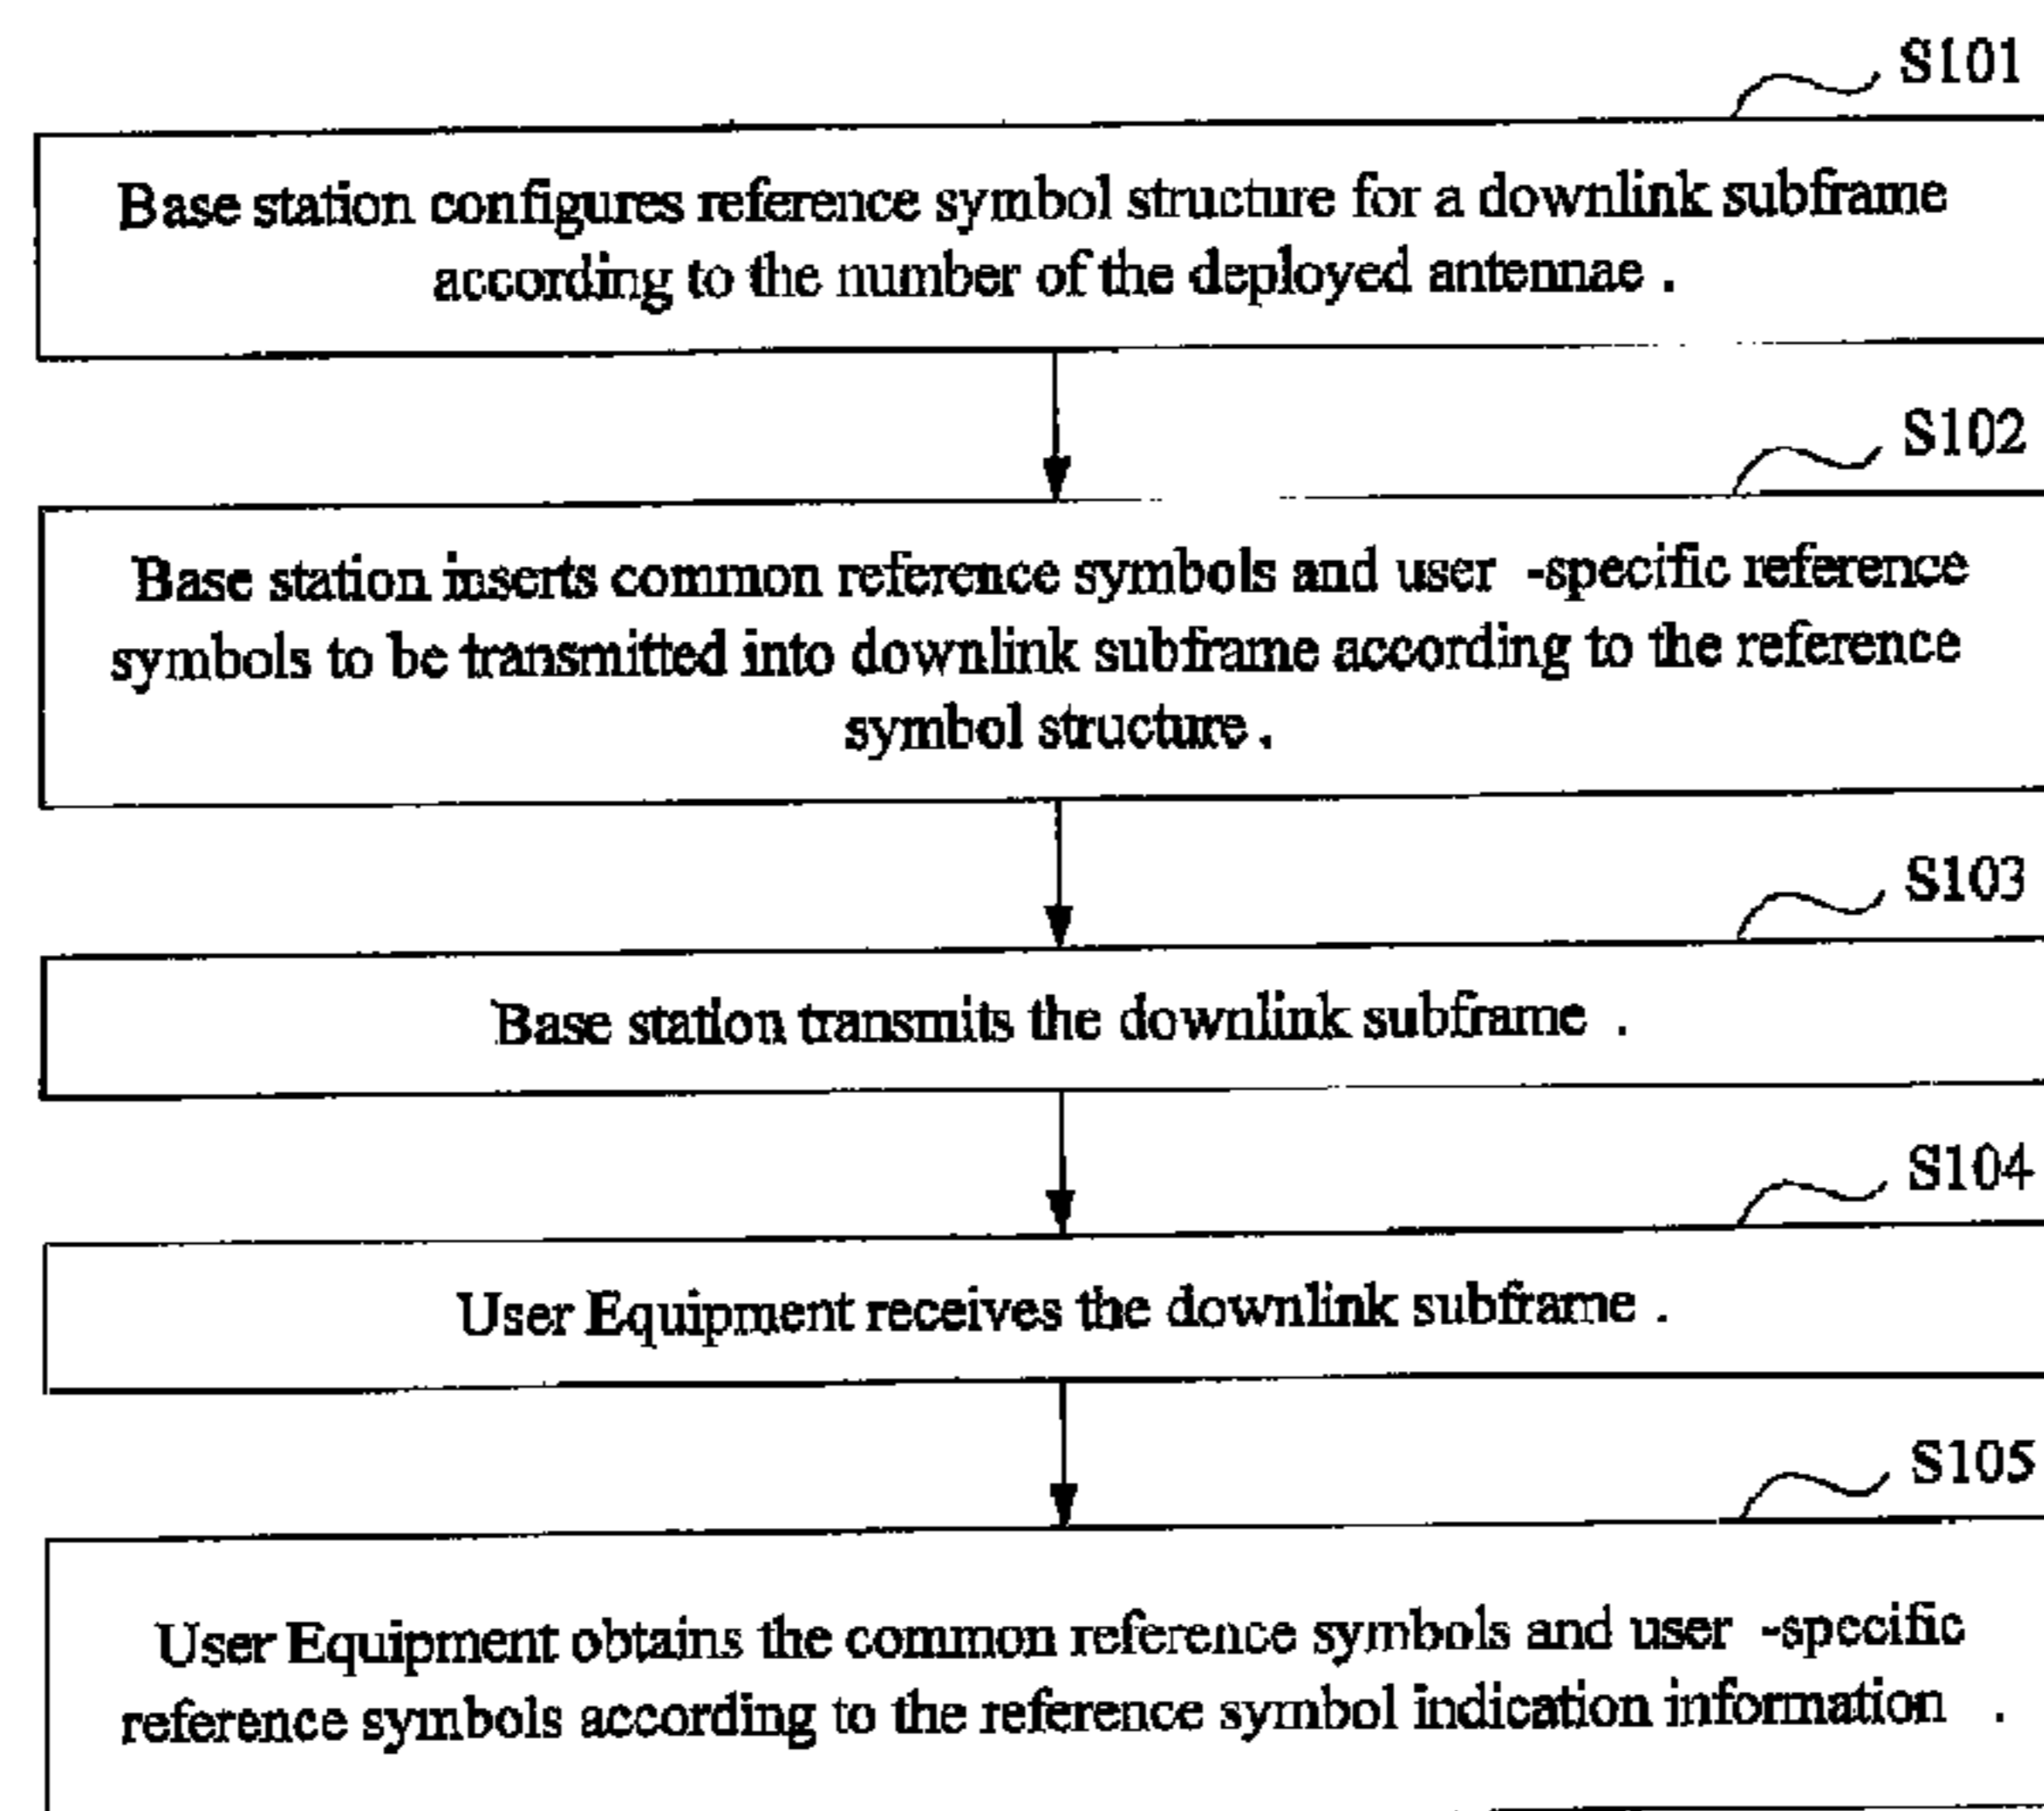 S101
Base station configures reference symbol structure for a downlink subframe
according to the number of the deployed antennae .
S102
Base station inserts common reference symbols and user -specific reference
symbols to be transmitted into downlink subframe according to the reference
symbol structure .
S103
Base station transmits the downlink subframe .
S104
User Equipment receives the downlink subframe .
S105
User Equipment obtains the common reference symbols and user -specific
reference symbols according to the reference symbol indication information .